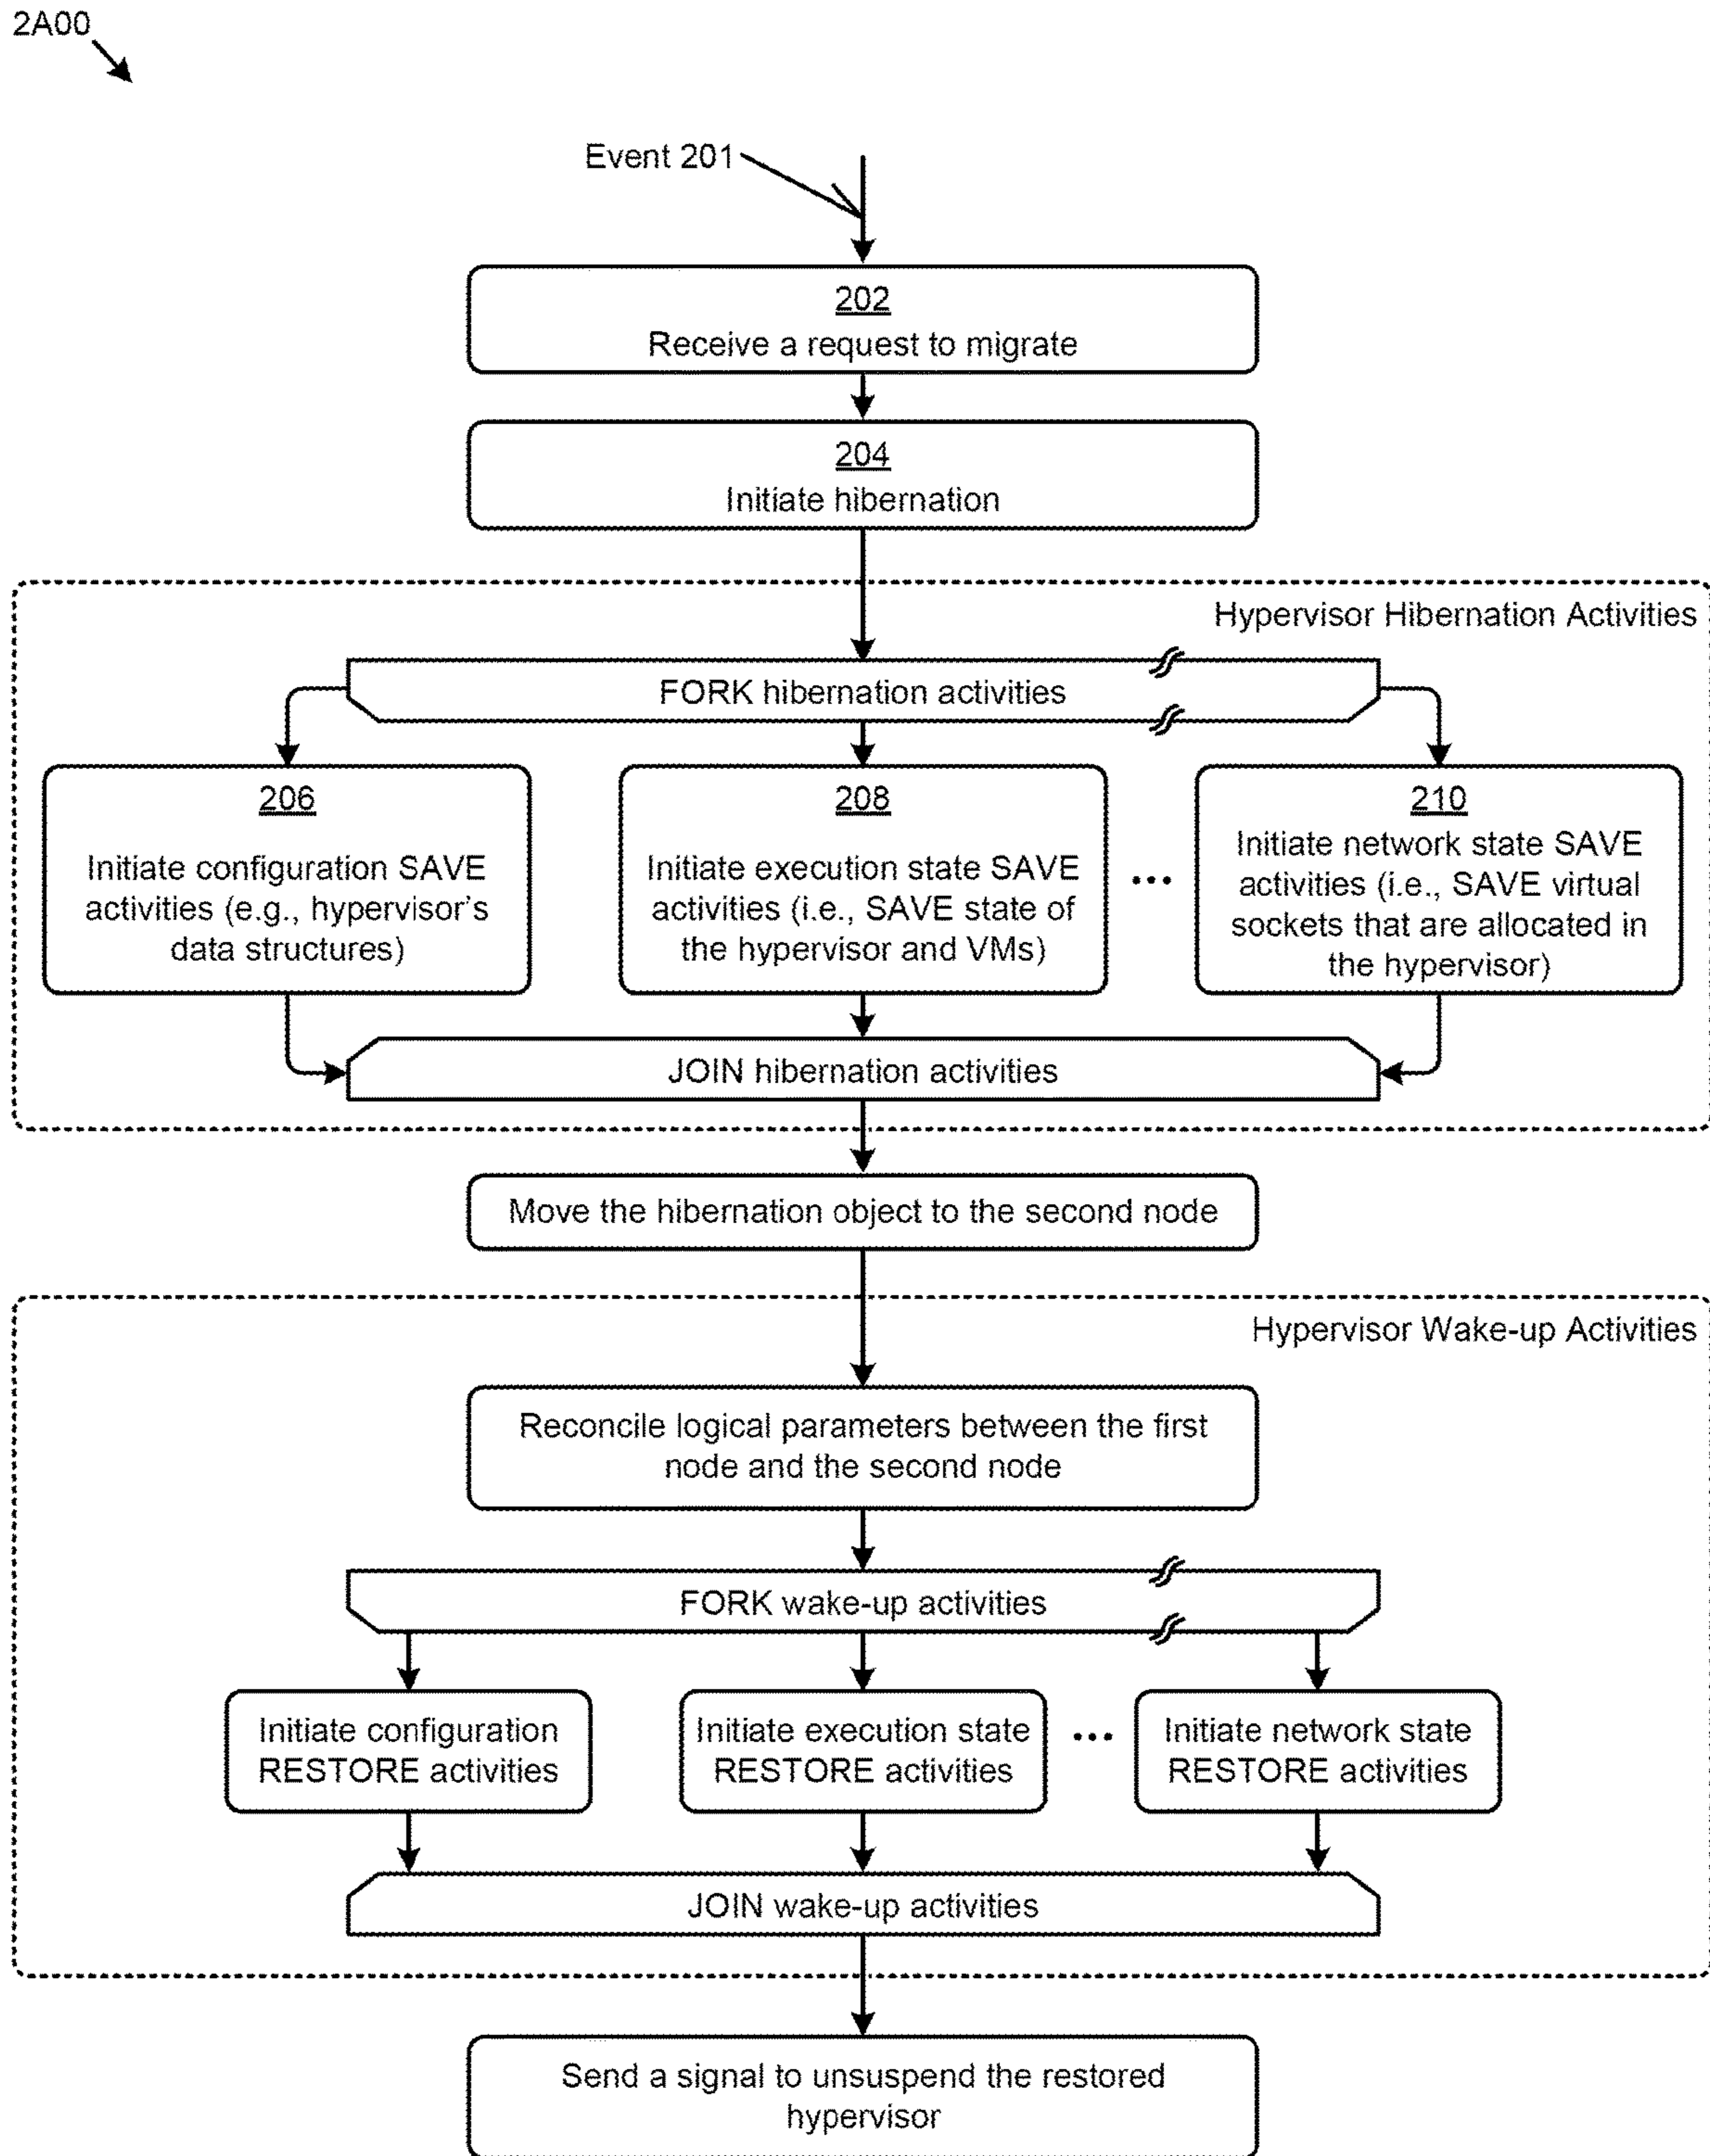 2A00
Event 201
202
Receive a request to migrate
204
Initiate hibernation
Hypervisor Hibernation Activities
FORK hibernation activities
206
Initiate configuration SAVE
activities (e.g., hypervisor's
data structures)
208
Initiate execution state SAVE
activities (i.e., SAVE state of
the hypervisor and VMs)
...
210
Initiate network state SAVE
activities (i.e., SAVE virtual
sockets that are allocated in
the hypervisor)
JOIN hibernation activities
Move the hibernation object to the second node
Hypervisor Wake-up Activities
Reconcile logical parameters between the first
node and the second node
FORK wake-up activities
Initiate configuration
RESTORE activities
Initiate execution state
RESTORE activities
...
Initiate network state
RESTORE activities
JOIN wake-up activities
Send a signal to unsuspend the restored
hypervisor